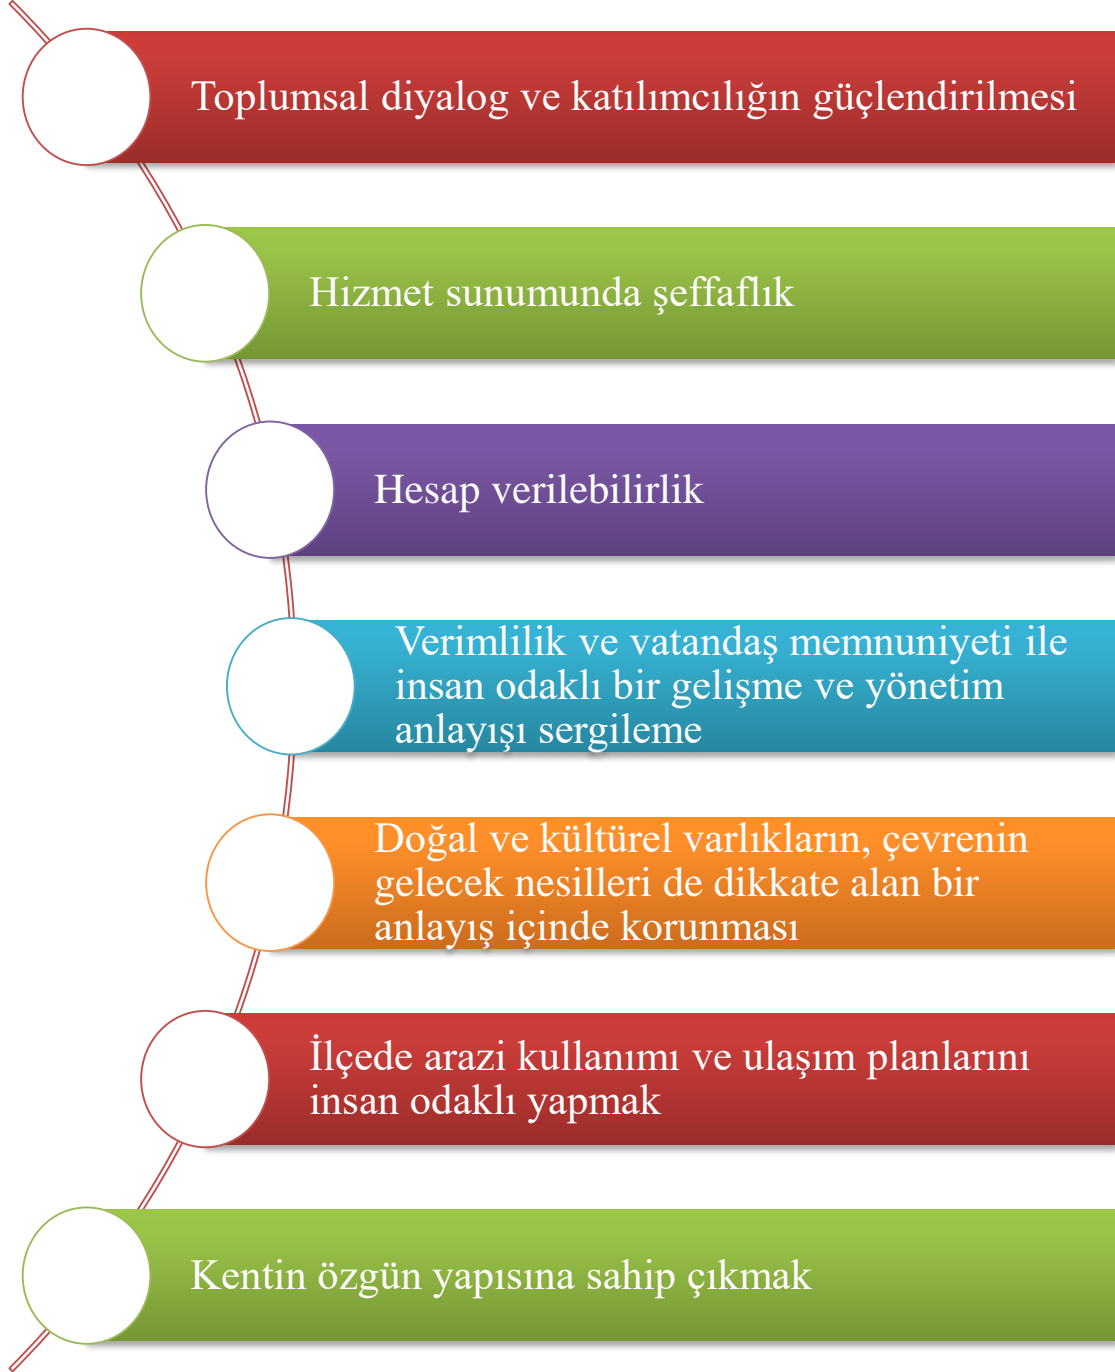 Toplumsal diyalog ve katılımcılığın güçlendirilmesi
Hizmet sunumunda şeffaflık
Hesap verilebilirlik
Verimlilik ve vatandaş memnuniyeti ile
insan odaklı bir gelişme ve yönetim
anlayışı sergileme
Doğal ve kültürel varlıkların, çevrenin
gelecek nesilleri de dikkate alan bir
anlayış içinde korunması
İlçede arazi kullanımı ve ulaşım planlarını
insan odaklı yapmak
Kentin özgün yapısına sahip çıkmak